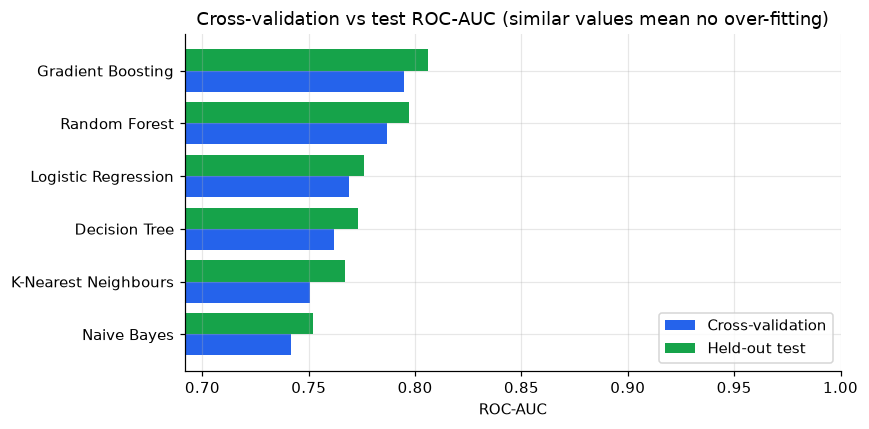 Cross-validation vs test ROC-AUC (similar values mean no over-fitting)
Gradient Boosting
Random Forest
Logistic Regression
Decision Tree
K-Nearest Neighbours
Naive Bayes
Cross-validation
Held-out test
0.70 0.75 0.80 0.85 0.90 0.95 1.00
ROC-AUC